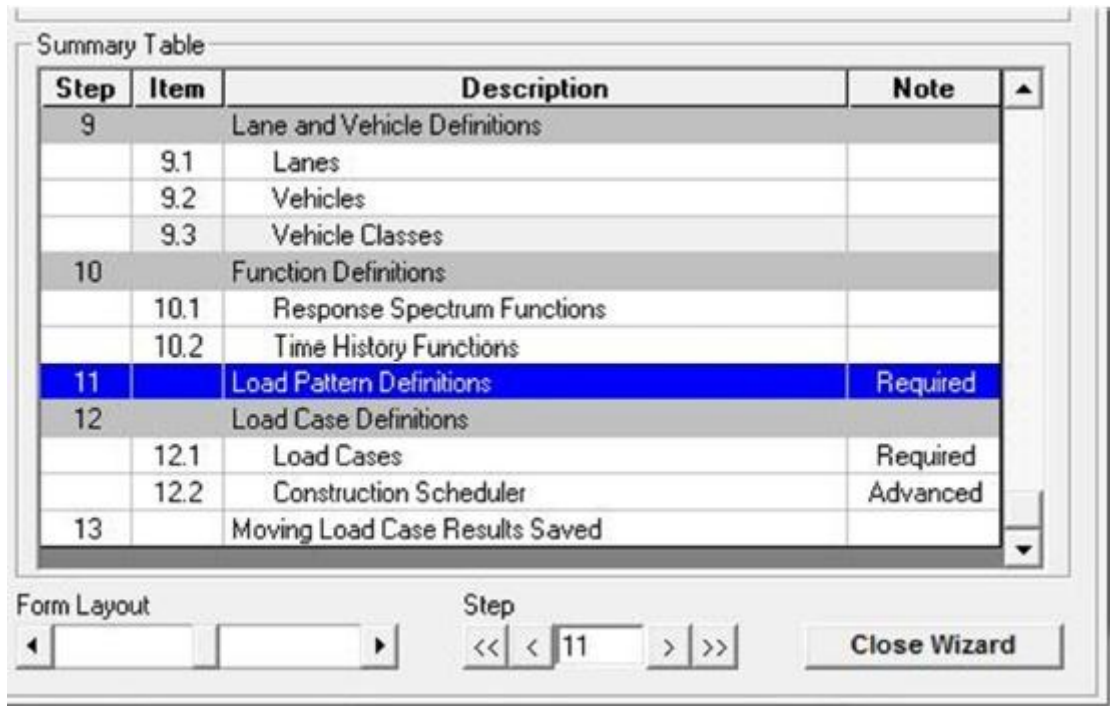 Summary Table
Step Item Description Note
9 Lane and Vehicle Definitions
9.1 Lanes
9.2 Vehicles
9.3 Vehicle Classes
10 Function Definitions
10.1 Response Spectrum Functions
10.2 Time History Functions
11 Load Pattern Definitions Required
12 Load Case Definitions
12.1 Load Cases Required
12.2 Construction Scheduler Advanced
13 Moving Load Case Results Saved
Form Layout Step
<< < 11 > >> Close Wizard